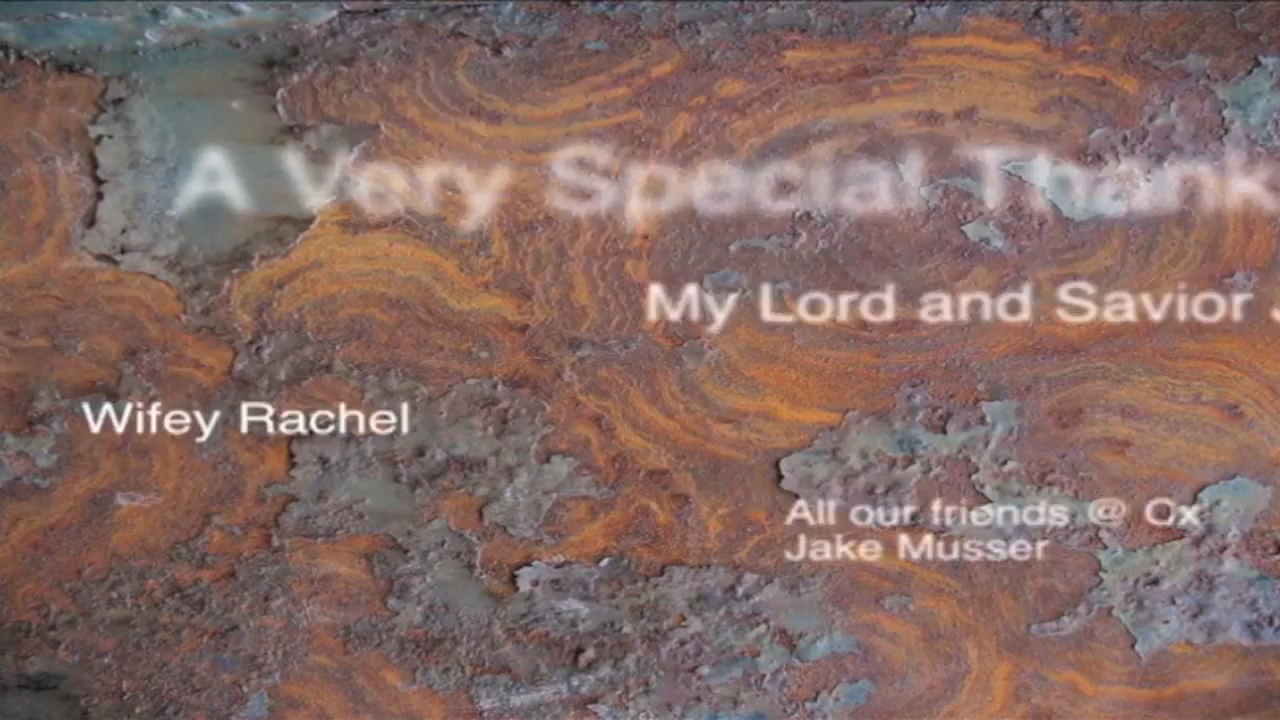 A Very Special Thank
My Lord and Savior J
Wifey Rachel
All our friends @ Ox
Jake Musser